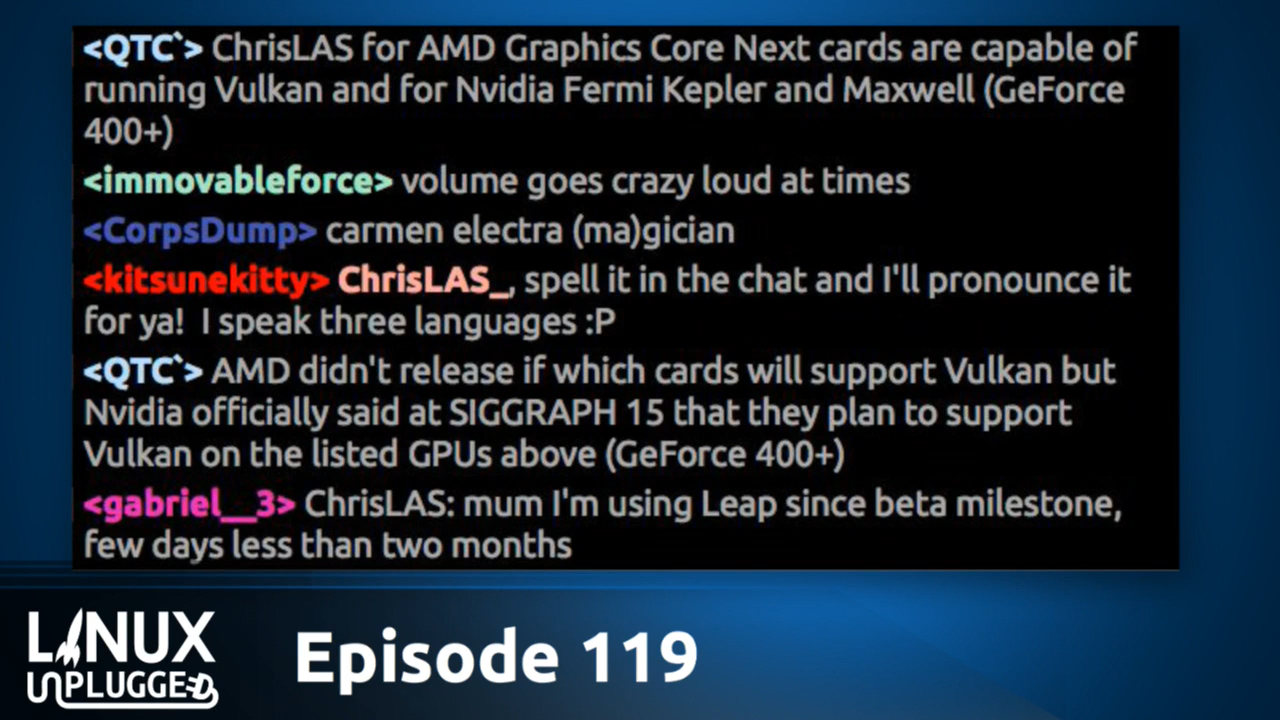 <QTC`> ChrisLAS for AMD Graphics Core Next cards are capable of
running Vulkan and for Nvidia Fermi Kepler and Maxwell (GeForce
400+)
<immovableforce> volume goes crazy loud at times
<CorpsDump> carmen electra (ma)gician
<kitsunekitty> ChrisLAS_, spell it in the chat and I'll pronounce it
for ya!  I speak three languages :P
<QTC`> AMD didn't release if which cards will support Vulkan but
Nvidia officially said at SIGGRAPH 15 that they plan to support
Vulkan on the listed GPUs above (GeForce 400+)
<gabriel__3> ChrisLAS: mum I'm using Leap since beta milestone,
few days less than two months
LINUX
UNPLUGGED
Episode 119